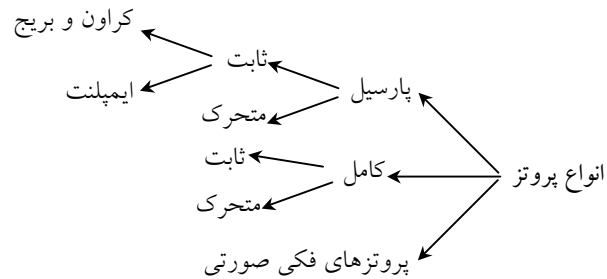 کراون و بریج
ثابت
ایمپلنت
پارسیل
متحرک
ثابت
کامل
انواع پروتز
متحرک
پروتزهای فکی صورتی